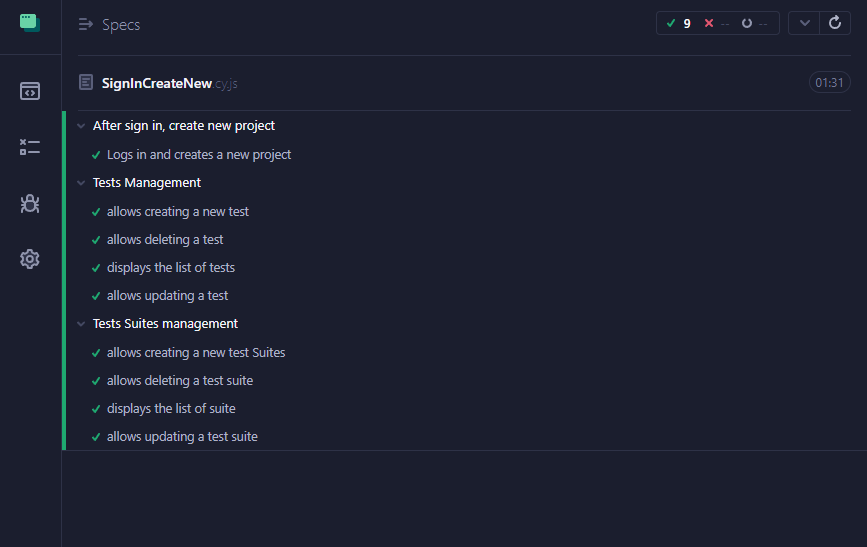 Specs
9 -- --
SignInCreateNew.cy.js
01:31
After sign in, create new project
Logs in and creates a new project
Tests Management
allows creating a new test
allows deleting a test
displays the list of tests
allows updating a test
Tests Suites management
allows creating a new test Suites
allows deleting a test suite
displays the list of suite
allows updating a test suite